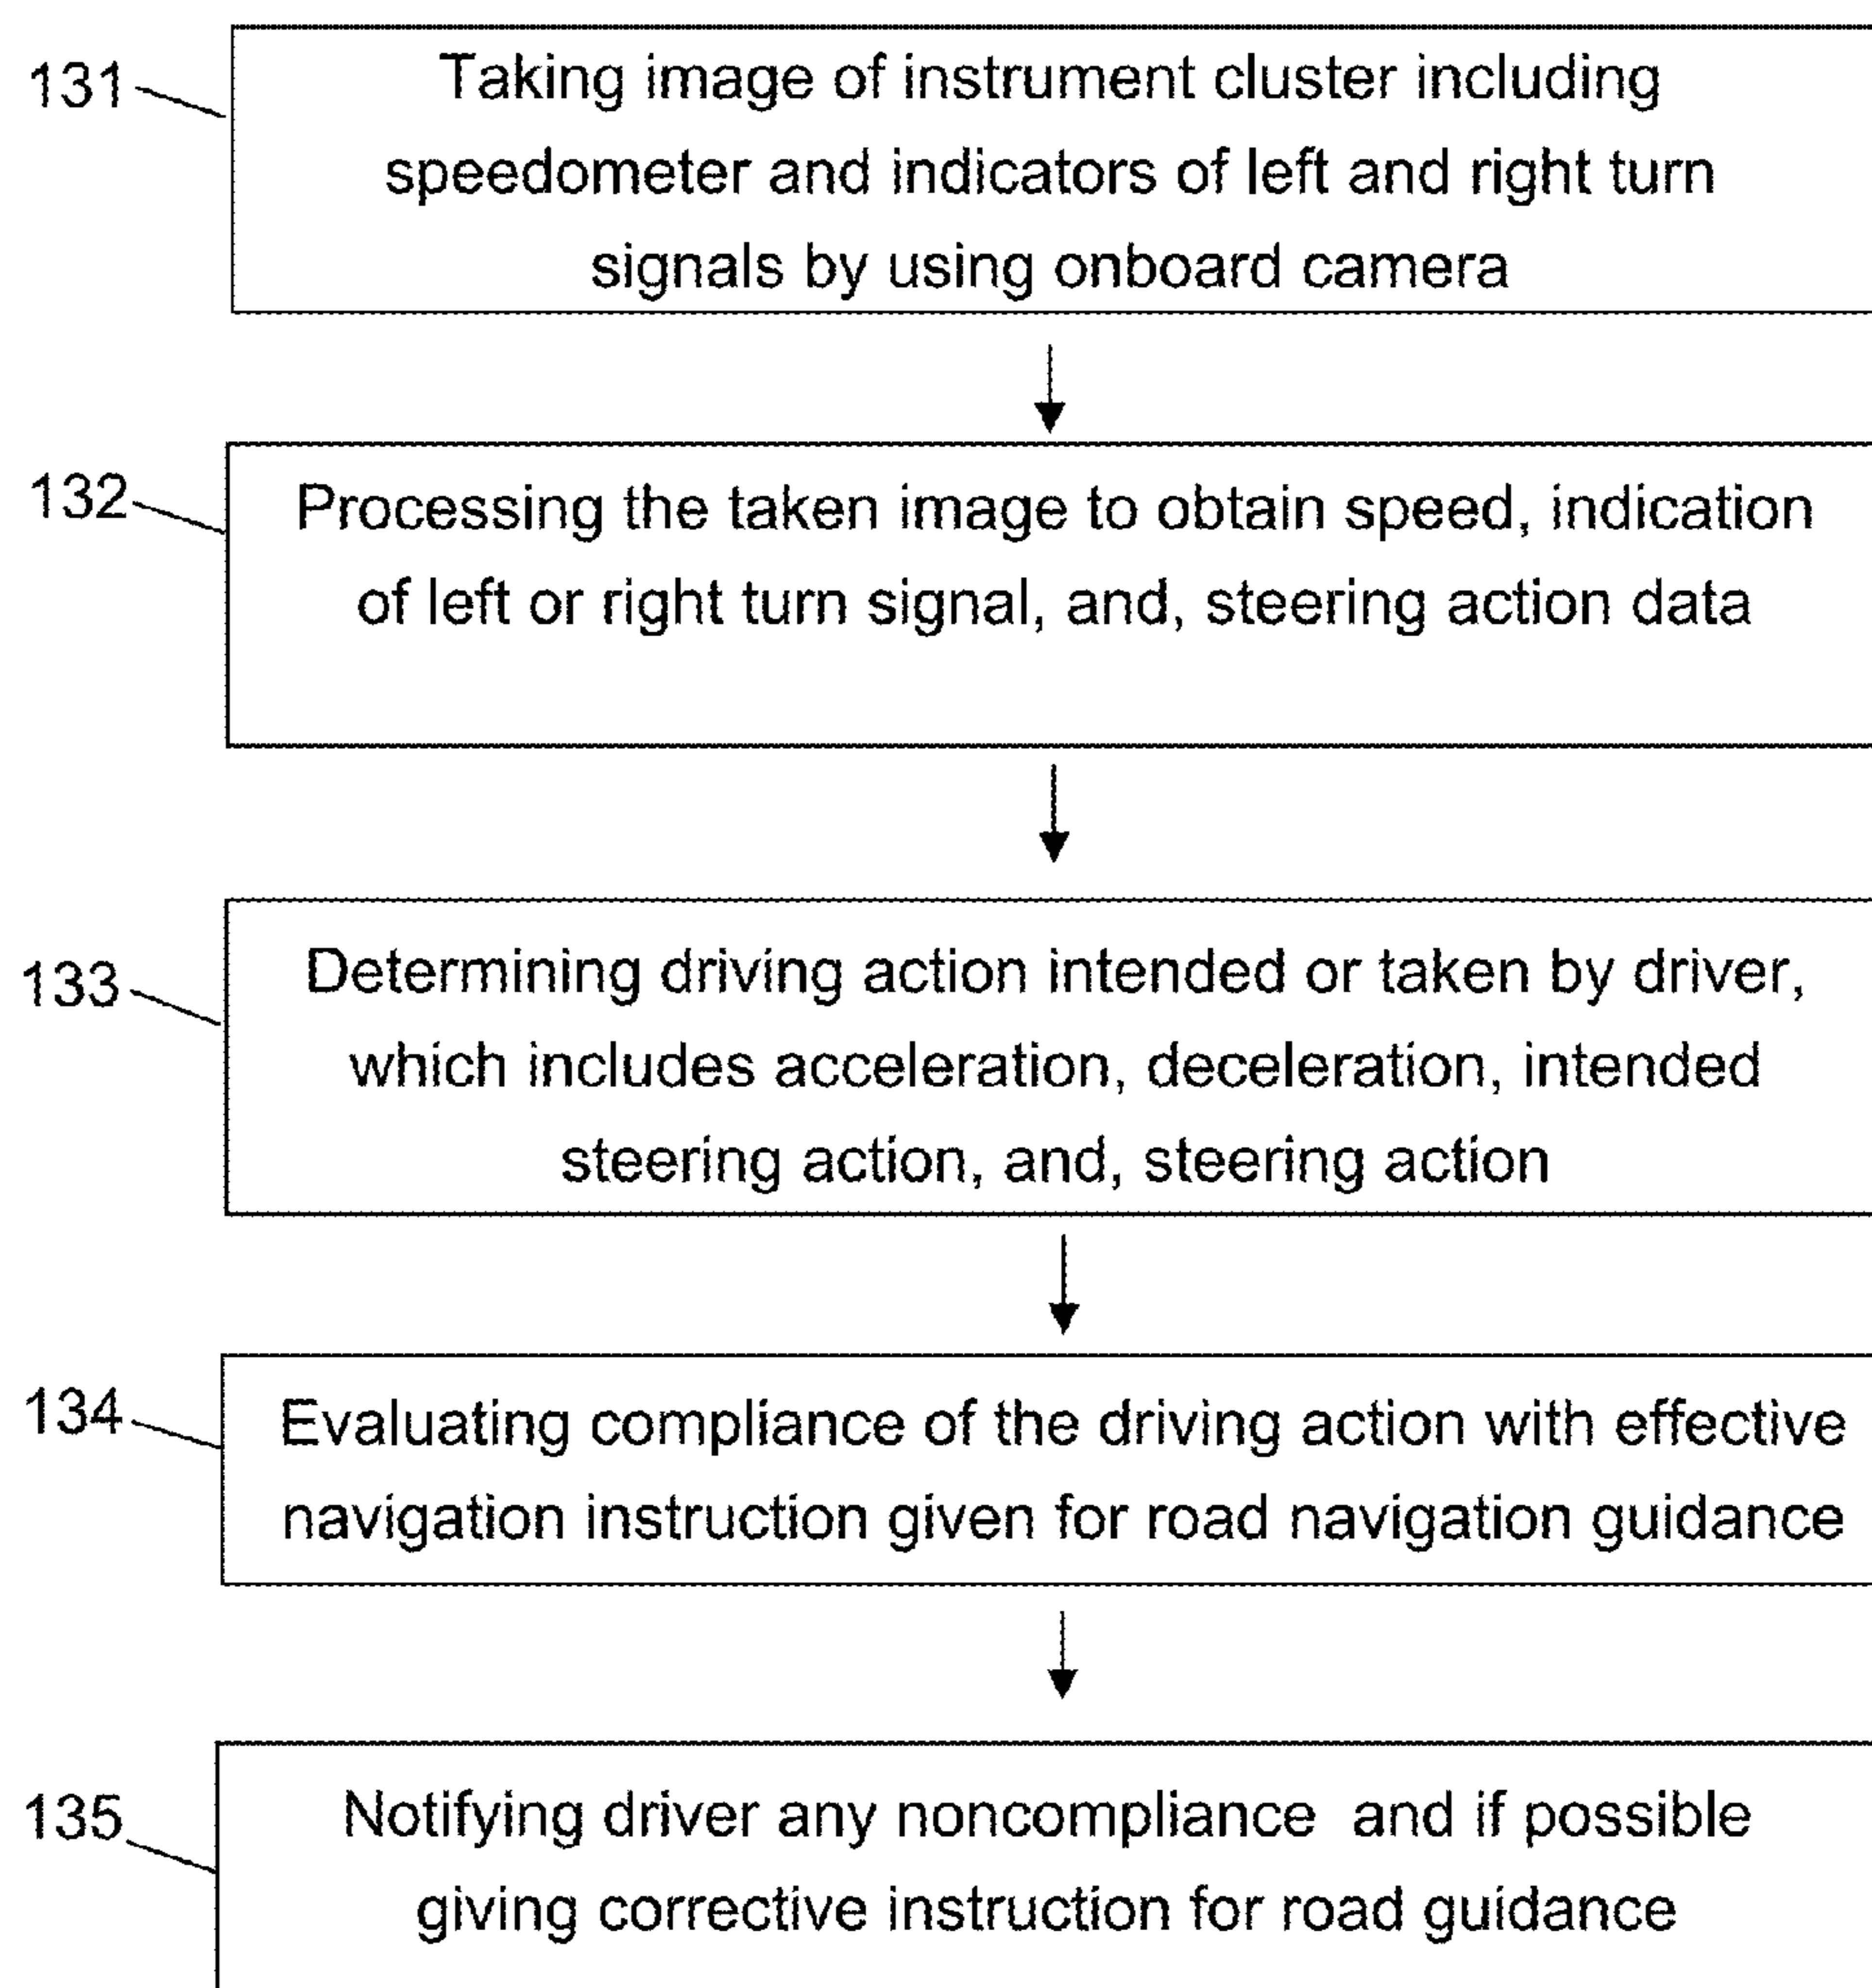 131
Taking image of instrument cluster including
speedometer and indicators of left and right turn
signals by using onboard camera
132
Processing the taken image to obtain speed, indication
of left or right turn signal, and, steering action data
133
Determining driving action intended or taken by driver,
which includes acceleration, deceleration, intended
steering action, and, steering action
134
Evaluating compliance of the driving action with effective
navigation instruction given for road navigation guidance
135
Notifying driver any noncompliance and if possible
giving corrective instruction for road guidance